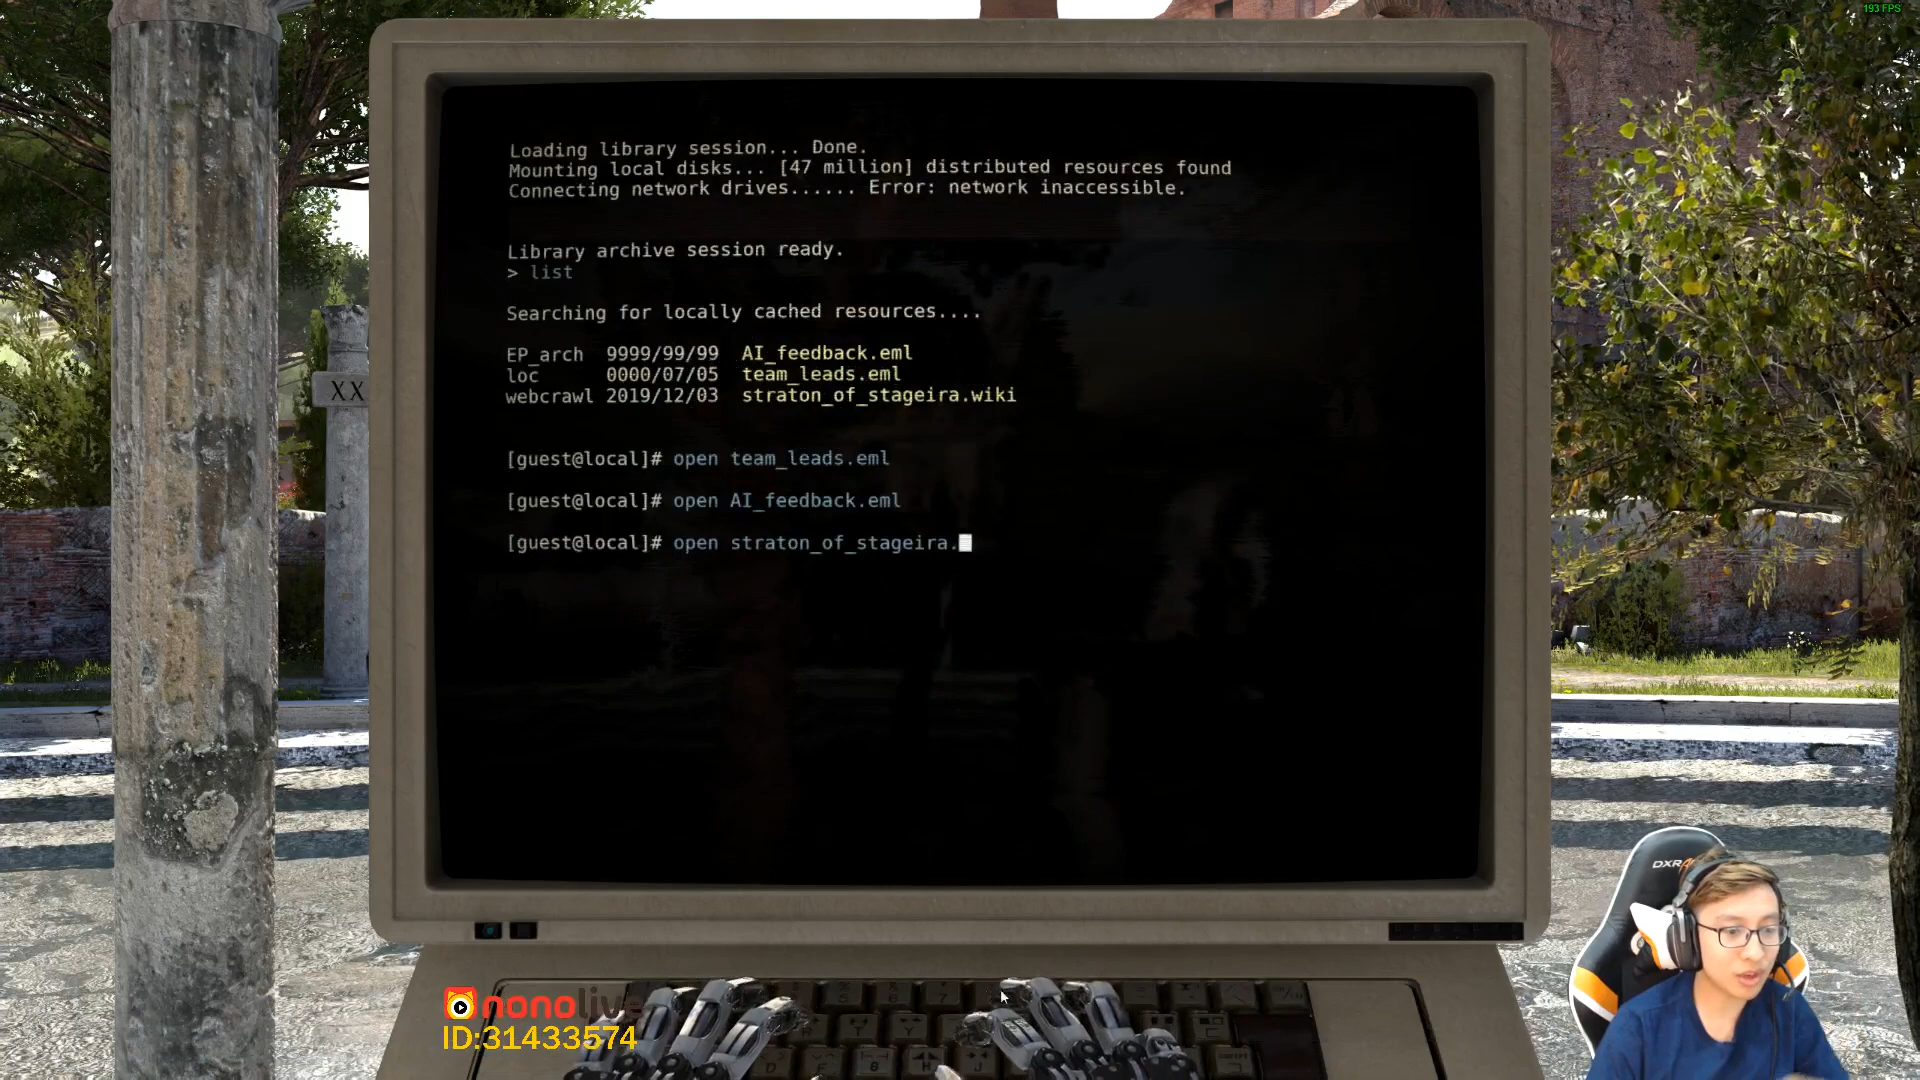 193 FPS
Loading library session... Done.
Mounting local disks... [47 million] distributed resources found
Connecting network drives...... Error: network inaccessible.
Library archive session ready.
> list
Searching for locally cached resources....
EP_arch 9999/99/99 AI_feedback.eml
loc 0000/07/05 team_leads.eml
webcrawl 2019/12/03 straton_of_stageira.wiki
[guest@local]# open team_leads.eml
[guest@local]# open AI_feedback.eml
[guest@local]# open straton_of_stageira.
XX
nonolive
ID:31433574